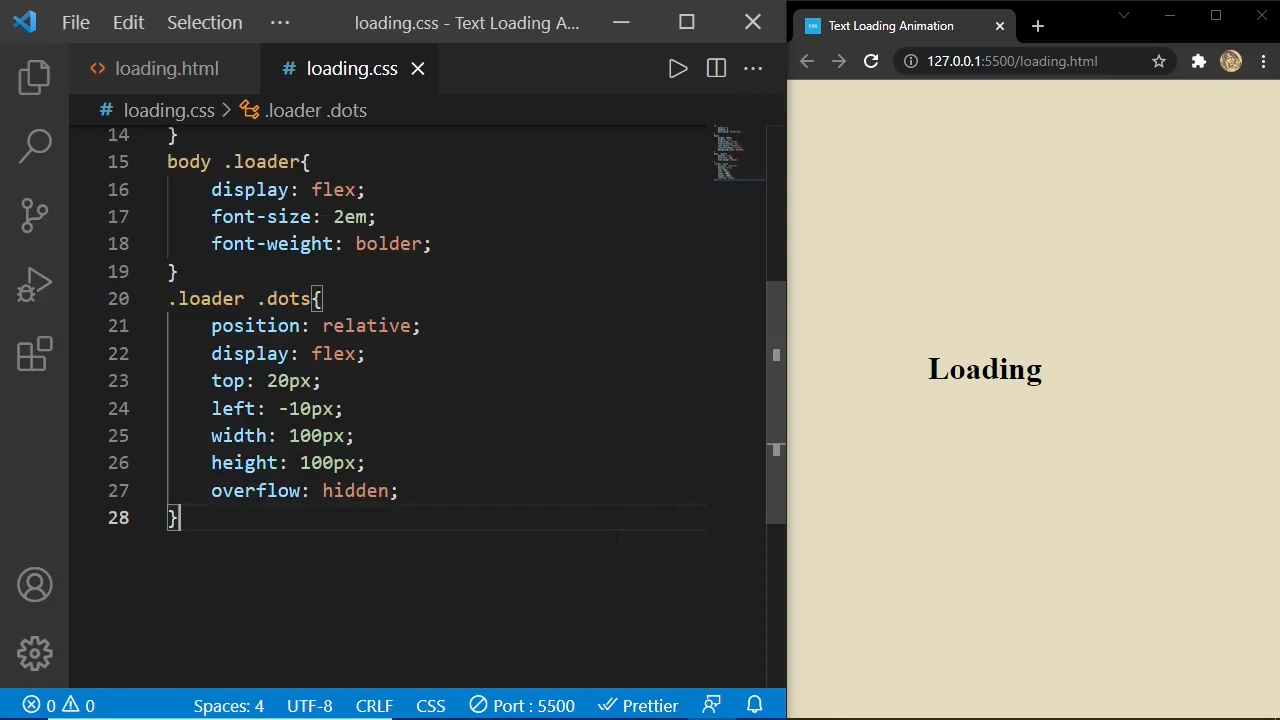 File Edit Selection ··· loading.css - Text Loading A...
loading.html # loading.css
# loading.css > .loader .dots
14 }
15 body .loader{
16 display: flex;
17 font-size: 2em;
18 font-weight: bolder;
19 }
20 .loader .dots{
21 position: relative;
22 display: flex;
23 top: 20px;
24 left: -10px;
25 width: 100px;
26 height: 100px;
27 overflow: hidden;
28 }
0 0 Spaces: 4 UTF-8 CRLF CSS Port : 5500 Prettier
Text Loading Animation
127.0.0.1:5500/loading.html
Loading